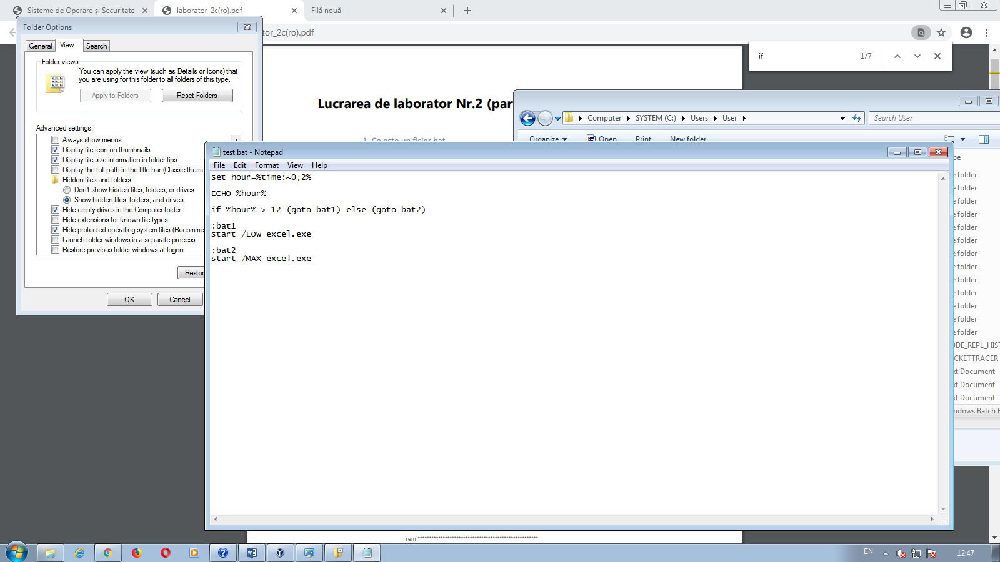 Sisteme de Operare și Securitate
laborator_2c(ro).pdf
Filă nouă
tor_2c(ro).pdf
if
1/7
Folder Options
General
View
Search
Folder views
You can apply the view (such as Details or Icons) that
you are using for this folder to all folders of this type.
Apply to Folders
Reset Folders
Advanced settings:
Always show menus
Display file icon on thumbnails
Display file size information in folder tips
Display the full path in the title bar (Classic theme
Hidden files and folders
Don't show hidden files, folders, or drives
Show hidden files, folders, and drives
Hide empty drives in the Computer folder
Hide extensions for known file types
Hide protected operating system files (Recomme
Launch folder windows in a separate process
Restore previous folder windows at logon
Restor
OK
Cancel
Lucrarea de laborator Nr.2 (par
1. Ce este un fisier bat
Computer
SYSTEM (C:)
Users
User
Search User
Organize
Open
Print
New folder
test.bat - Notepad
File Edit Format View Help
set hour=%time:~0,2%
ECHO %hour%
if %hour% > 12 (goto bat1) else (goto bat2)
:bat1
start /LOW excel.exe
:bat2
start /MAX excel.exe
pe
e folder
e folder
e folder
e folder
e folder
e folder
e folder
e folder
e folder
e folder
e folder
e folder
e folder
ODE_REPL_HIST
CKETTRACER
xt Document
xt Document
xt Document
ndows Batch F
rem *****************************************************
EN
12:47